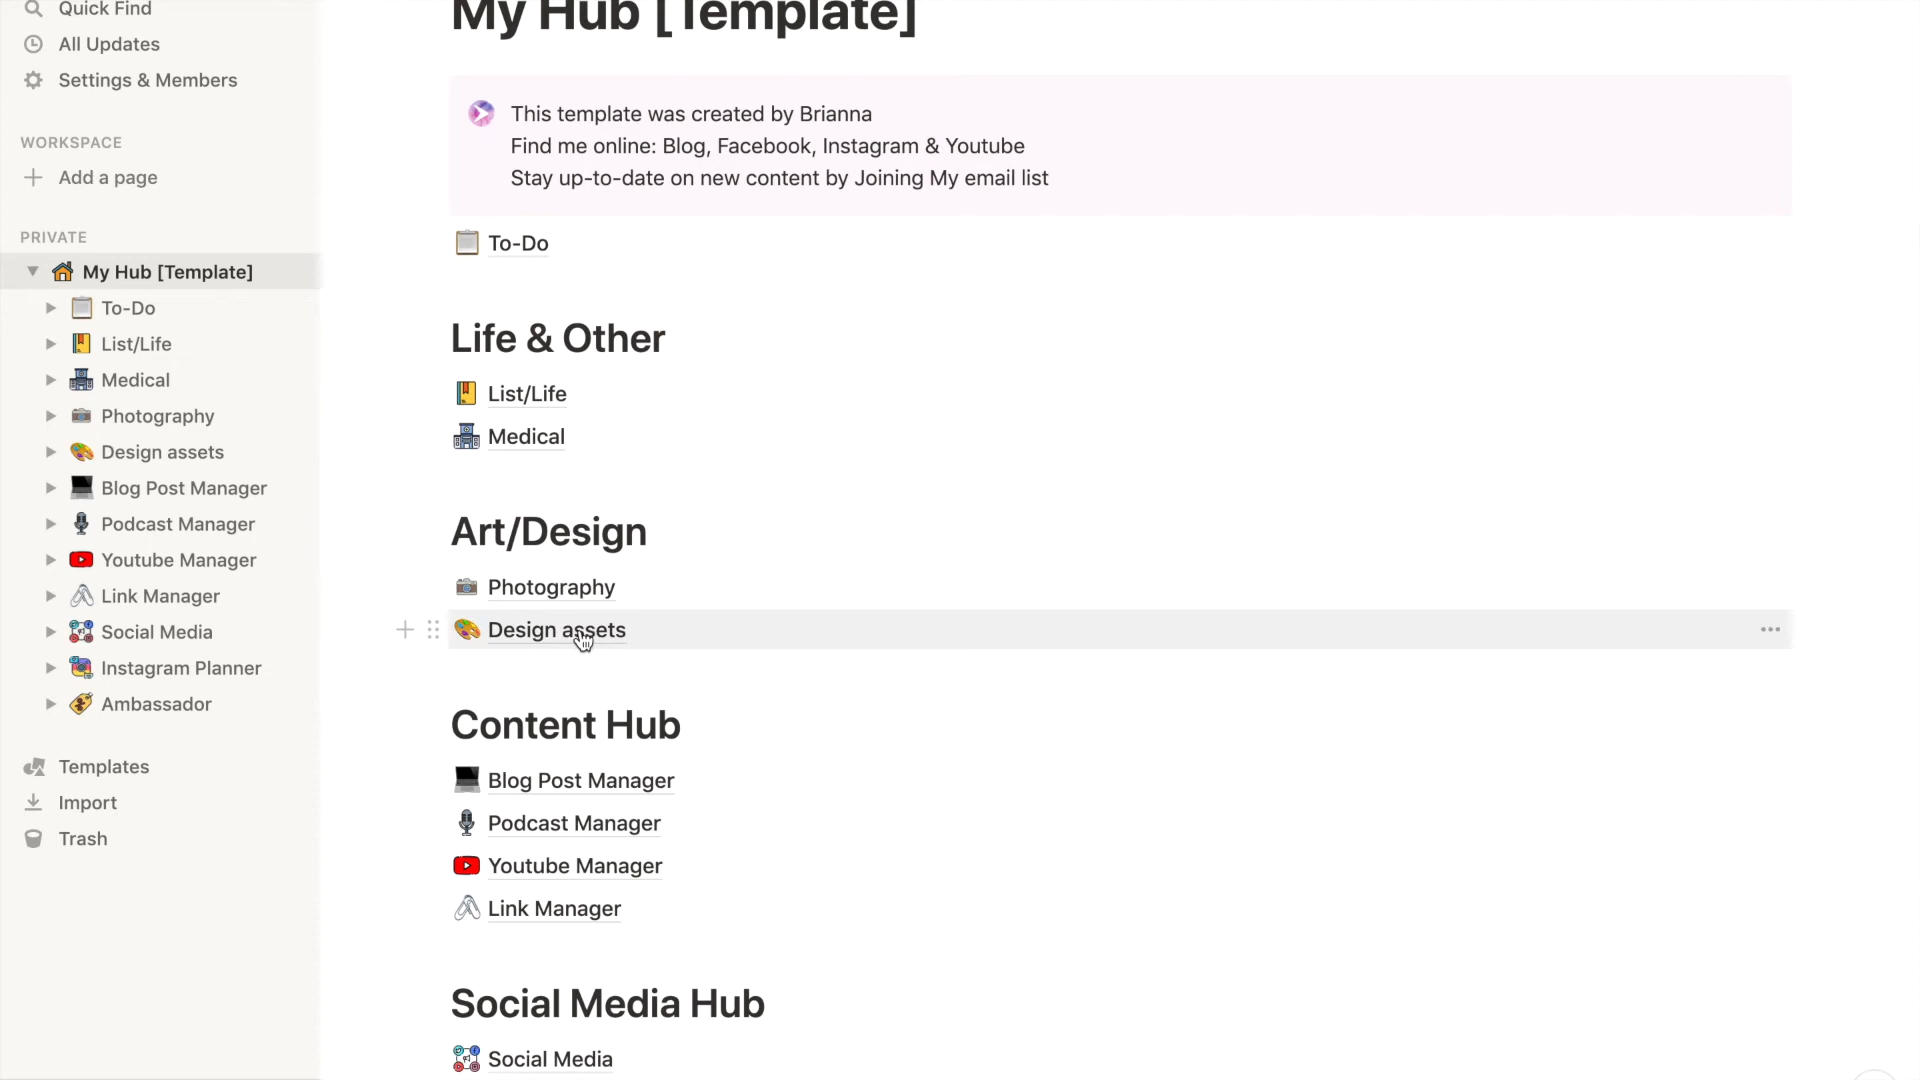 Quick Find
All Updates
Settings & Members
WORKSPACE
Add a page
PRIVATE
My Hub [Template]
To-Do
List/Life
Medical
Photography
Design assets
Blog Post Manager
Podcast Manager
Youtube Manager
Link Manager
Social Media
Instagram Planner
Ambassador
Templates
Import
Trash
My Hub [Template]
This template was created by Brianna
Find me online: Blog, Facebook, Instagram & Youtube
Stay up-to-date on new content by Joining My email list
To-Do
Life & Other
List/Life
Medical
Art/Design
Photography
Design assets
Content Hub
Blog Post Manager
Podcast Manager
Youtube Manager
Link Manager
Social Media Hub
Social Media